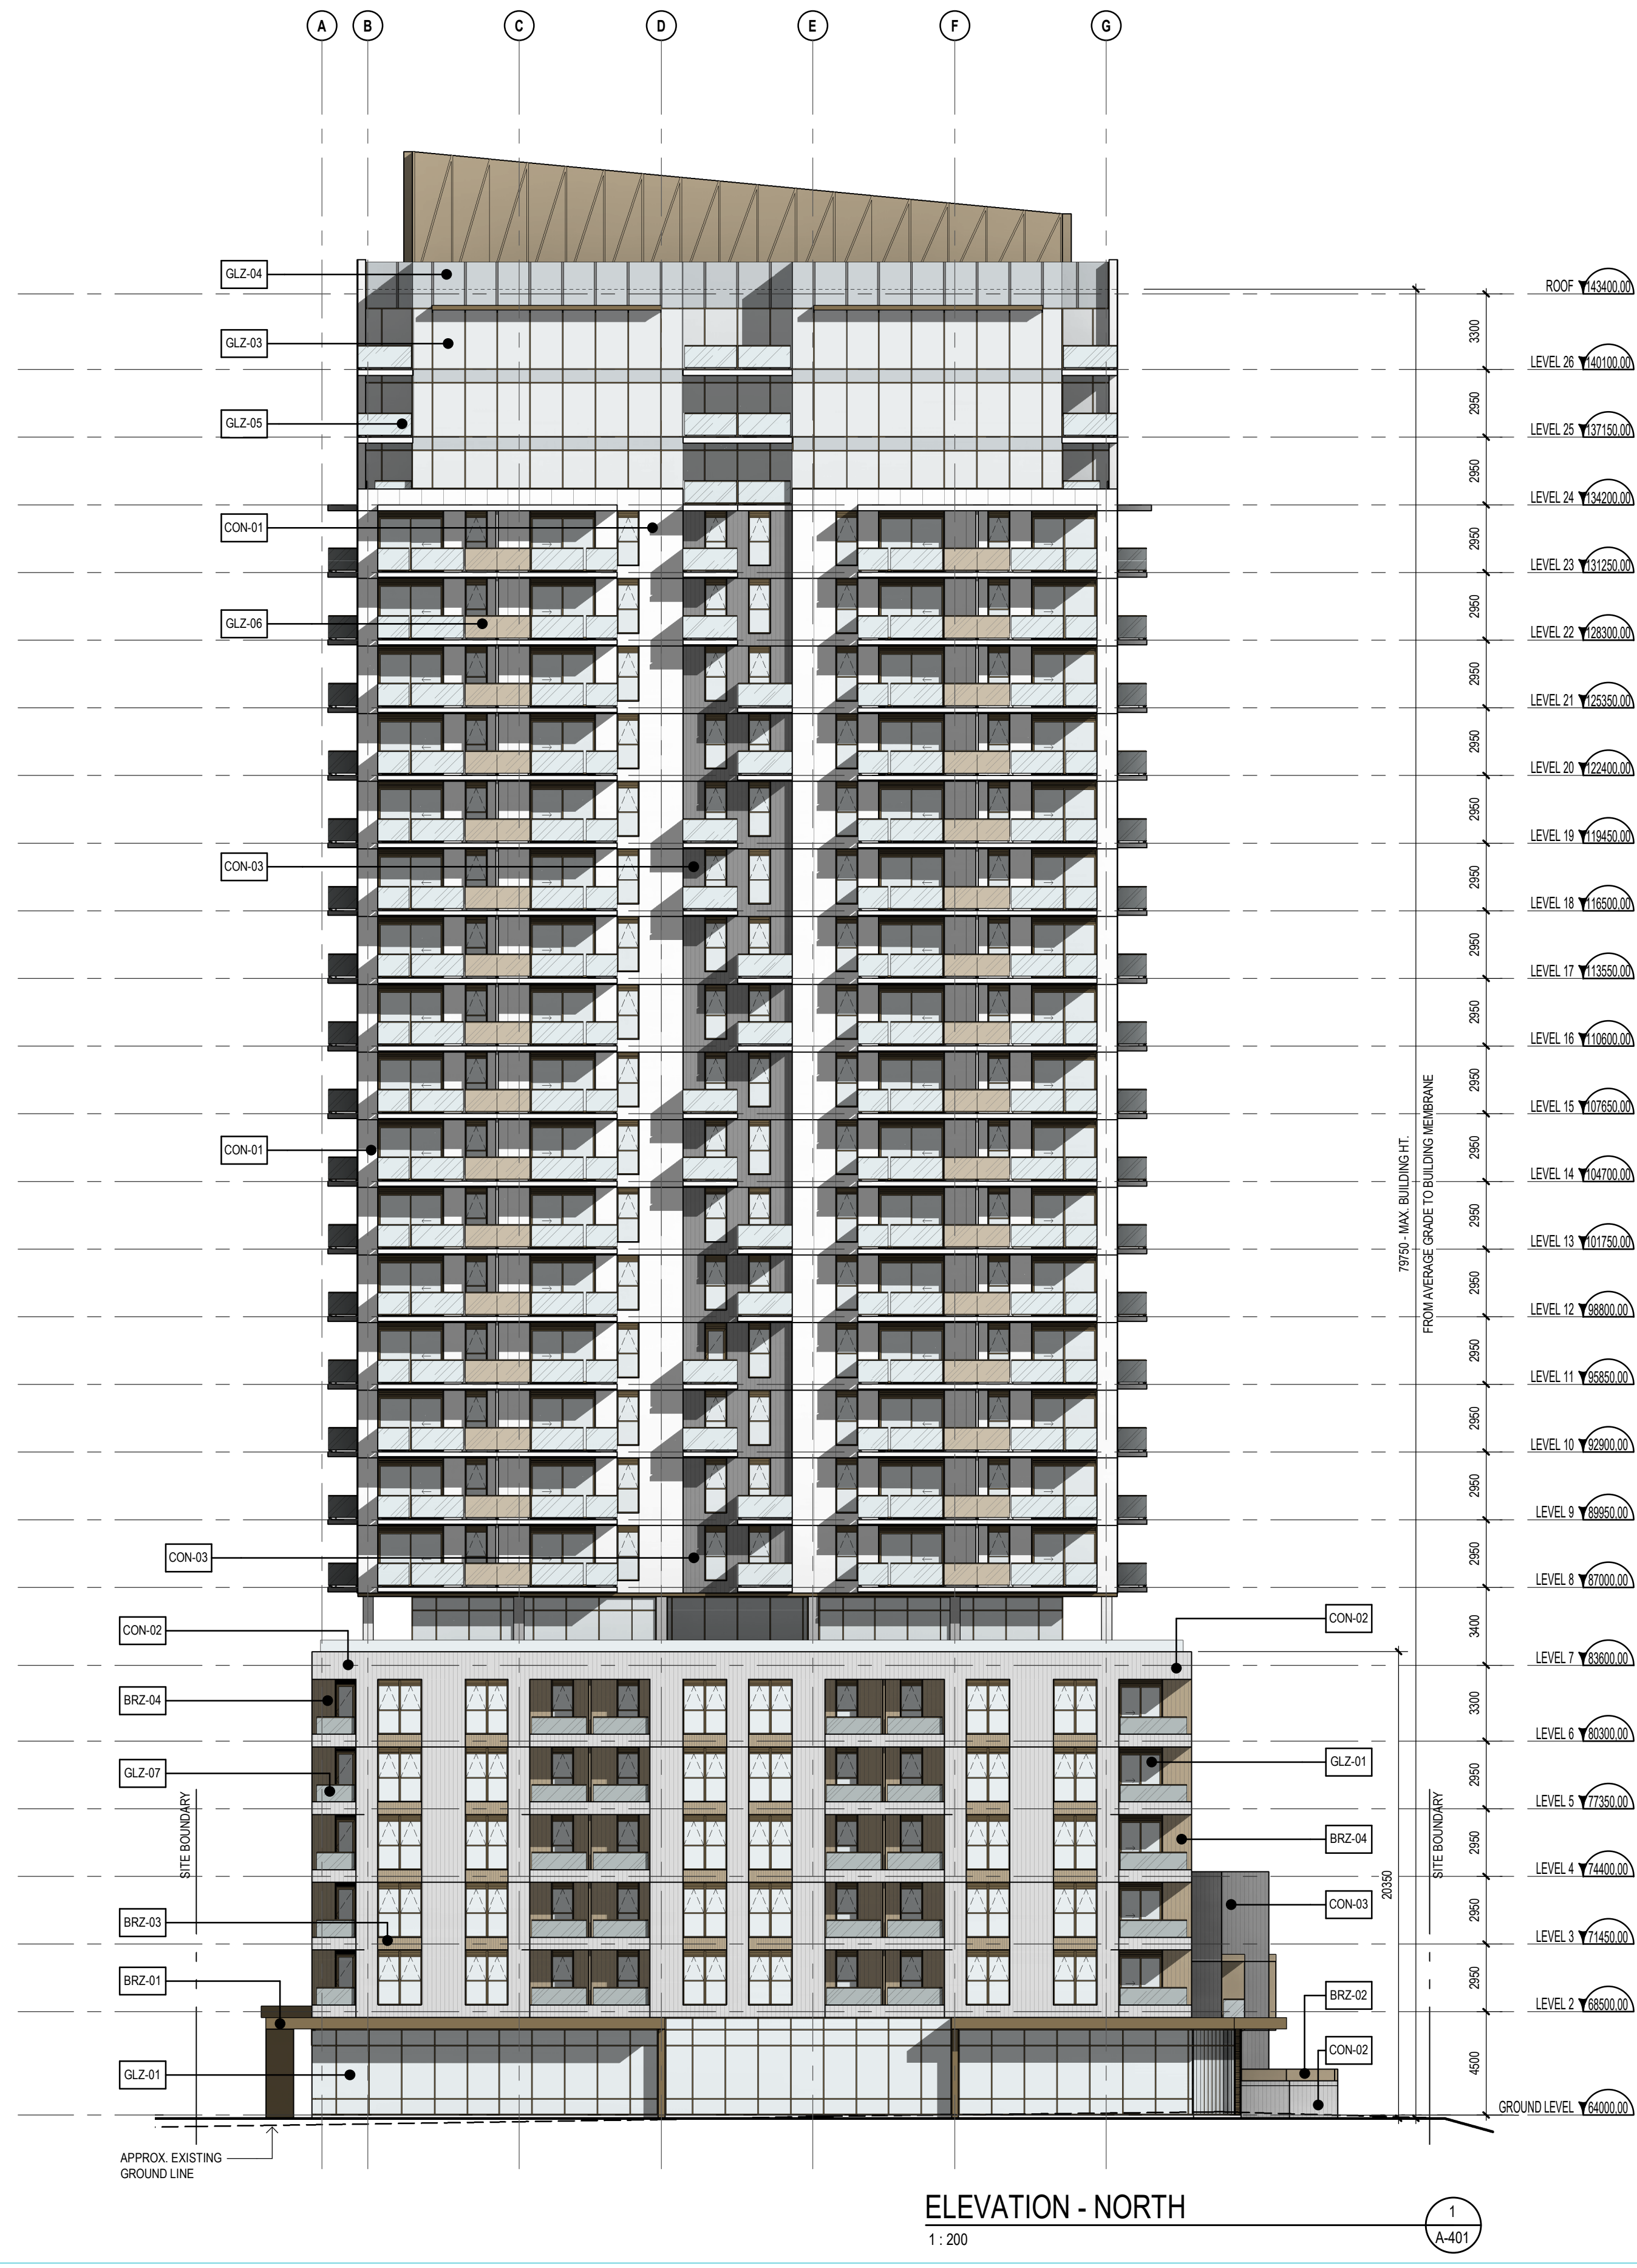 A B C D E F G
GLZ-04
ROOF 143400.00
3300
GLZ-03
LEVEL 26 140100.00
2950
GLZ-05
LEVEL 25 137150.00
2950
LEVEL 24 134200.00
CON-01
2950
LEVEL 23 131250.00
2950
GLZ-06
LEVEL 22 128300.00
2950
LEVEL 21 125350.00
2950
LEVEL 20 122400.00
2950
LEVEL 19 119450.00
CON-03
2950
LEVEL 18 116500.00
2950
LEVEL 17 113550.00
2950
LEVEL 16 110600.00
2950
LEVEL 15 107650.00
CON-01
2950
LEVEL 14 104700.00
2950
LEVEL 13 101750.00
79750 - MAX. BUILDING HT.
FROM AVERAGE GRADE TO BUILDING MEMBRANE
2950
LEVEL 12 98800.00
2950
LEVEL 11 95850.00
2950
LEVEL 10 92900.00
2950
LEVEL 9 89950.00
CON-03
2950
LEVEL 8 87000.00
CON-02
CON-02
3400
LEVEL 7 83600.00
BRZ-04
3300
LEVEL 6 80300.00
GLZ-07
GLZ-01
2950
LEVEL 5 77350.00
SITE BOUNDARY
SITE BOUNDARY
BRZ-04
2950
LEVEL 4 74400.00
20350
CON-03
BRZ-03
2950
LEVEL 3 71450.00
BRZ-01
BRZ-02
2950
LEVEL 2 68500.00
CON-02
GLZ-01
4500
GROUND LEVEL 64000.00
APPROX. EXISTING
GROUND LINE
ELEVATION - NORTH
1 : 200
1
A-401